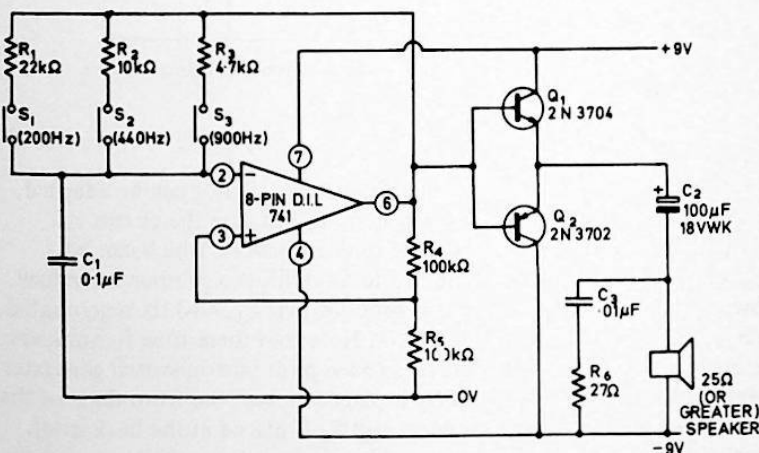 R1
22kΩ
R2
10kΩ
R3
4·7kΩ
S1
(200Hz)
S2
(440Hz)
S3
(900Hz)
+9V
Q1
2N 3704
7
2
−
8-PIN D.I.L
741
6
3
+
4
Q2
2N 3702
+
C2
100µF
18VWK
C1
0·1µF
R4
100kΩ
C3
·01µF
R5
100kΩ
R6
27Ω
25Ω
(OR
GREATER)
SPEAKER
0V
−9V